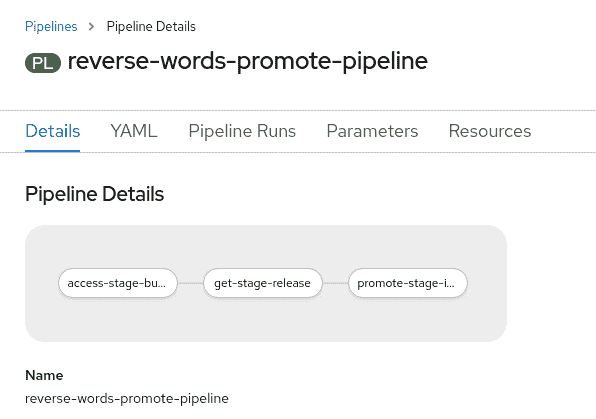 Pipelines > Pipeline Details
PL reverse-words-promote-pipeline
Details YAML Pipeline Runs Parameters Resources
Pipeline Details
access-stage-bu... get-stage-release promote-stage-i...
Name
reverse-words-promote-pipeline